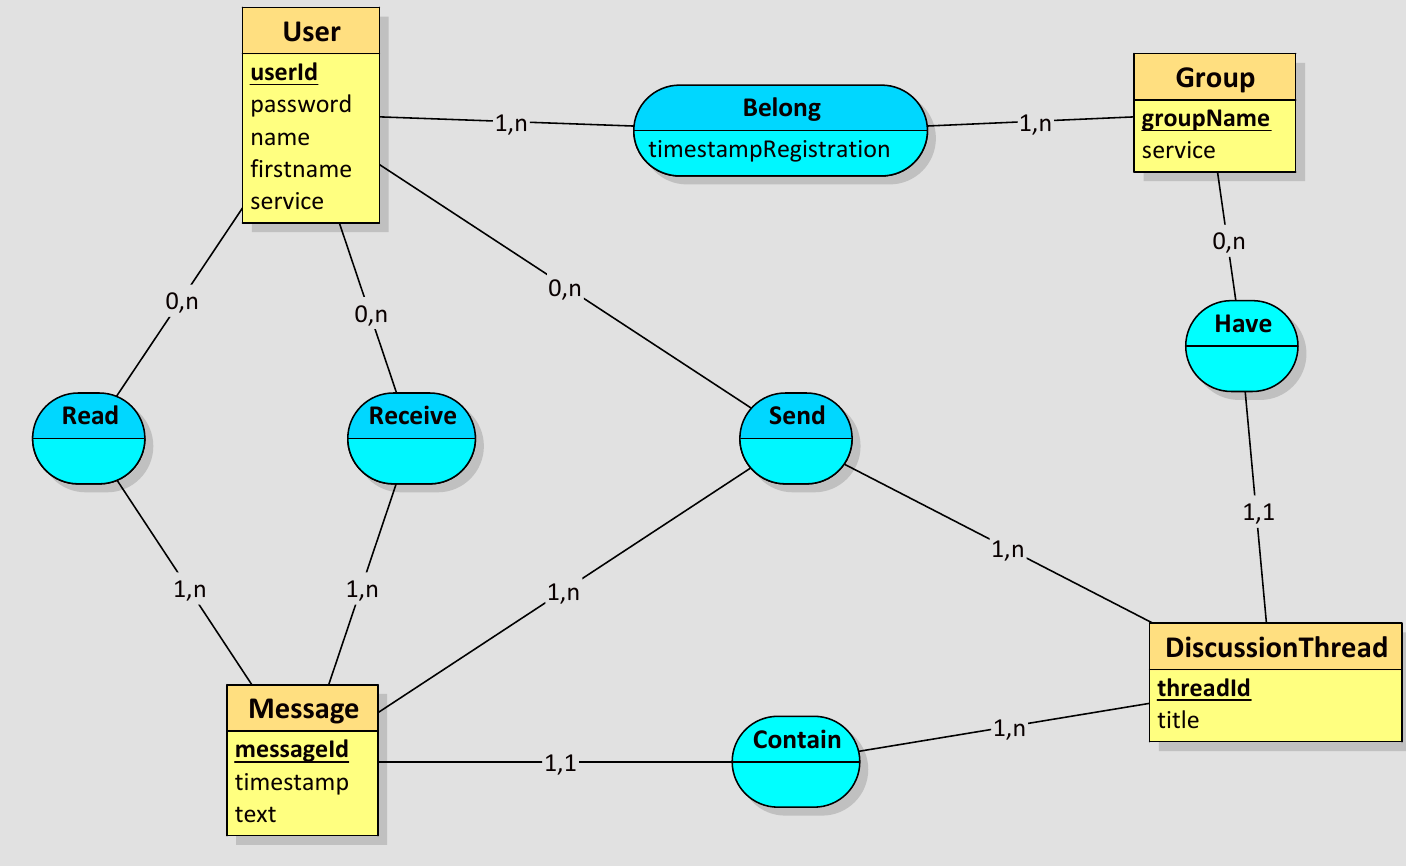 User
userId
password
name
firstname
service
1,n
Belong
timestampRegistration
1,n
Group
groupName
service
0,n
0,n
0,n
0,n
Have
Read
Receive
Send
1,1
1,n
1,n
1,n
1,n
DiscussionThread
threadId
title
Message
messageId
timestamp
text
1,1
Contain
1,n